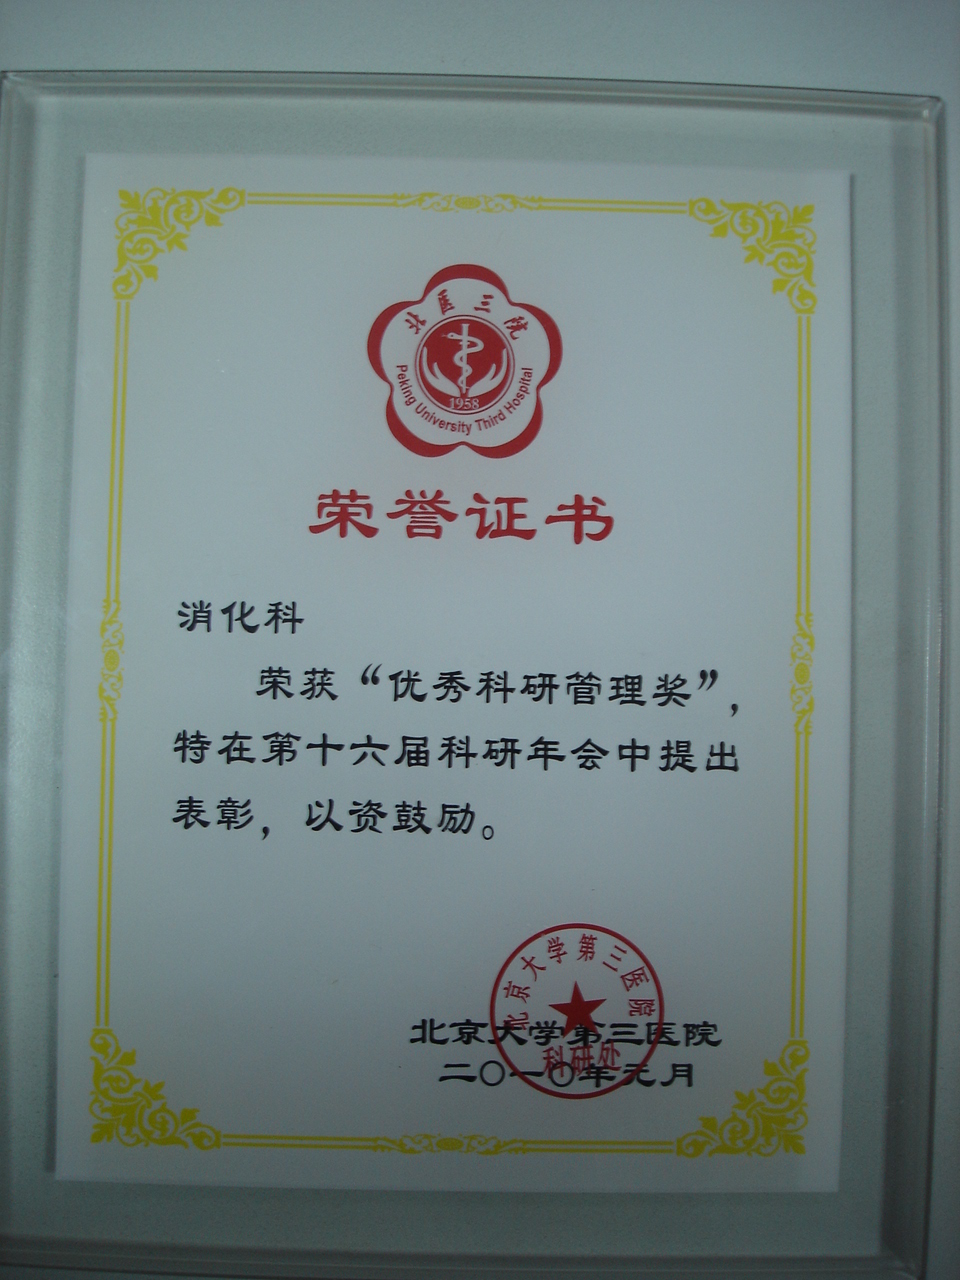 北医三院
1958
Peking University Third Hospital
荣誉证书
消化科
荣获“优秀科研管理奖”，
特在第十六届科研年会中提出
表彰，以资鼓励。
北京大学第三医院
科研处
北京大学第三医院
二〇一〇年元月